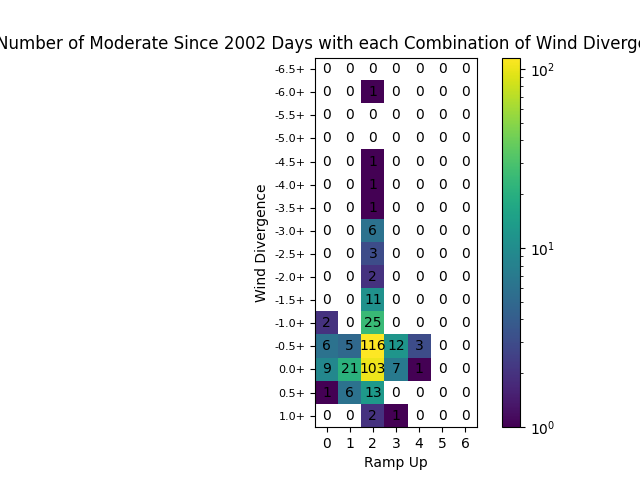 Number of Moderate Since 2002 Days with each Combination of Wind Diverge
-6.5+ 0 0 0 0 0 0 0
-6.0+ 0 0 1 0 0 0 0
-5.5+ 0 0 0 0 0 0 0
-5.0+ 0 0 0 0 0 0 0
-4.5+ 0 0 1 0 0 0 0
-4.0+ 0 0 1 0 0 0 0
-3.5+ 0 0 1 0 0 0 0
-3.0+ 0 0 6 0 0 0 0
-2.5+ 0 0 3 0 0 0 0
-2.0+ 0 0 2 0 0 0 0
-1.5+ 0 0 11 0 0 0 0
-1.0+ 2 0 25 0 0 0 0
-0.5+ 6 5 116 12 3 0 0
0.0+ 9 21 103 7 1 0 0
0.5+ 1 6 13 0 0 0 0
1.0+ 0 0 2 1 0 0 0
0 1 2 3 4 5 6
Ramp Up
Wind Divergence
10²
10¹
10⁰